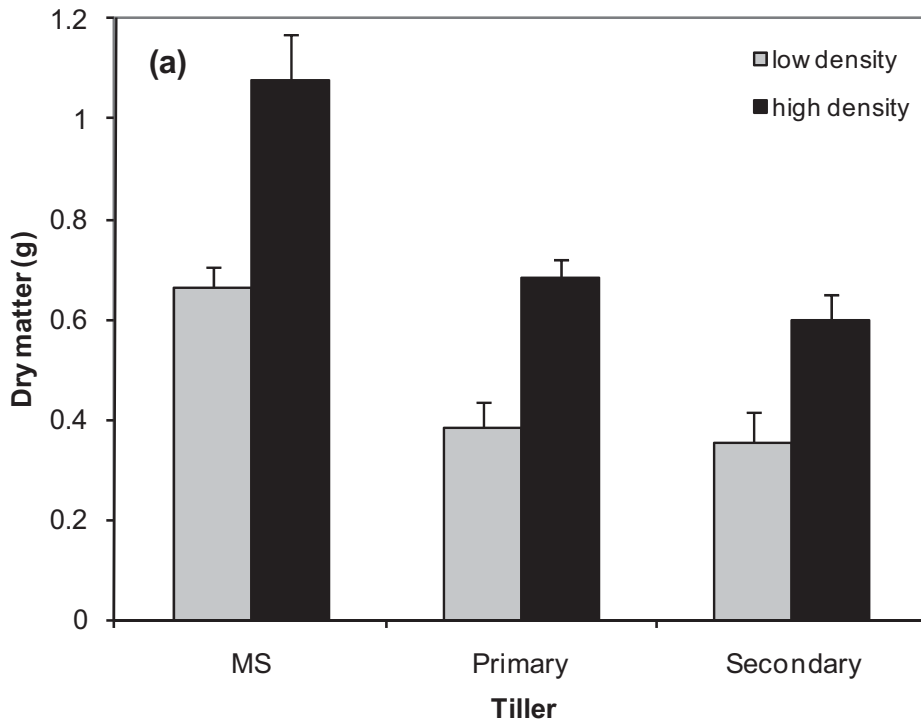 (a)
low density
high density
1.2
1
0.8
0.6
0.4
0.2
0
Dry matter (g)
MS Primary Secondary
Tiller